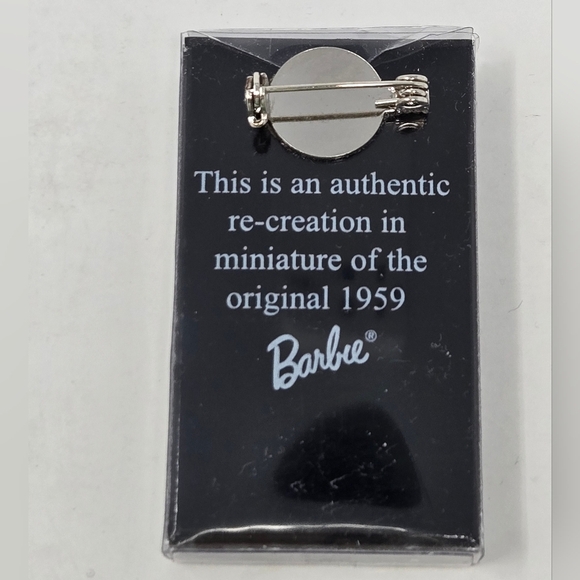 This is an authentic
re-creation in
miniature of the
original 1959
Barbie®